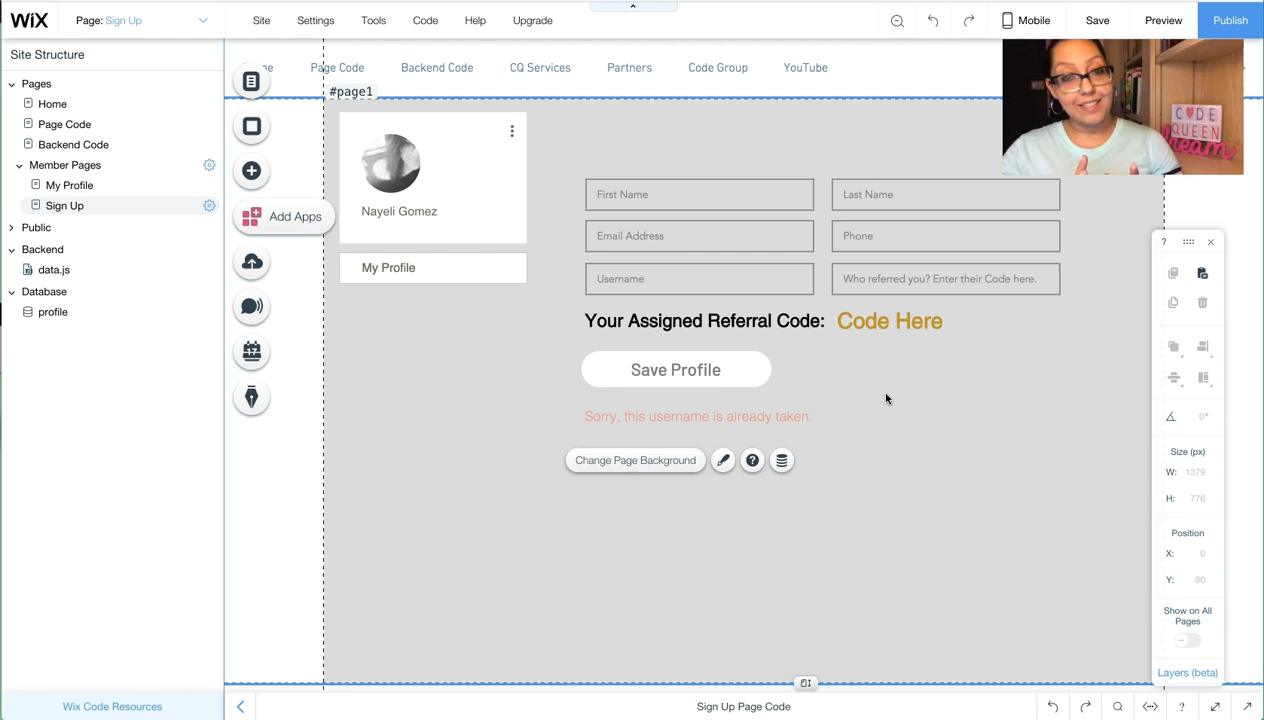 WiX Page: Sign Up Site Settings Tools Code Help Upgrade Mobile Save Preview Publish
Site Structure
Pages
Home
Page Code
Backend Code
Member Pages
My Profile
Sign Up
Public
Backend
data.js
Database
profile
Wix Code Resources
Page Code Backend Code CQ Services Partners Code Group YouTube
#page1
Add Apps
Nayeli Gomez
My Profile
First Name Last Name
Email Address Phone
Username Who referred you? Enter their Code here.
Your Assigned Referral Code: Code Here
Save Profile
Sorry, this username is already taken.
Change Page Background
C DE
QUEEN
Dream
?
0°
Size (px)
W: 1379
H: 776
Position
X: 0
Y: 80
Show on All
Pages
Layers (beta)
Sign Up Page Code
?